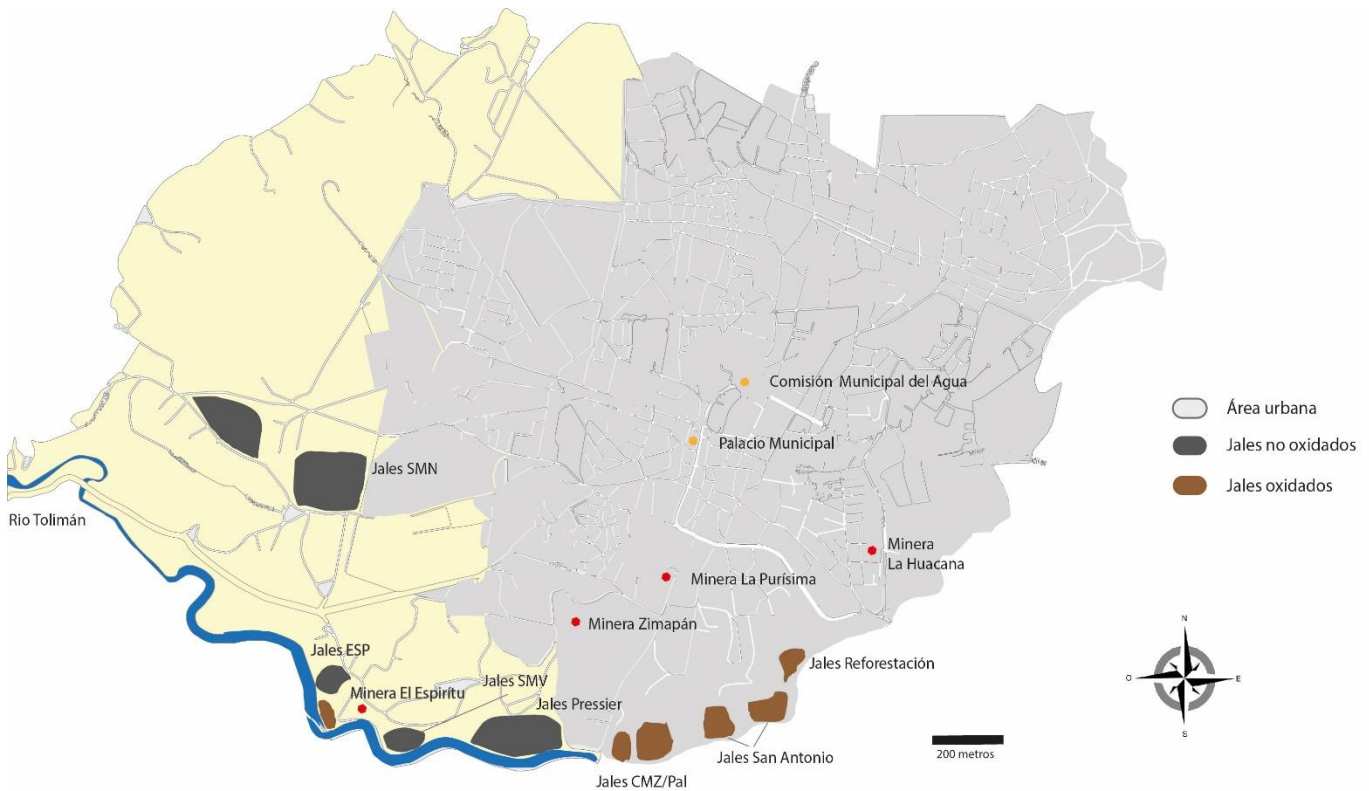 Comisión Municipal del Agua
Palacio Municipal
Área urbana
Jales no oxidados
Jales oxidados
Jales SMN
Rio Tolimán
Minera
La Huacana
Minera La Purísima
Minera Zimapán
Jales ESP
Jales Reforestación
Minera El Espirítu
Jales SMV
Jales Pressier
Jales San Antonio
Jales CMZ/Pal
N
O
E
S
200 metros